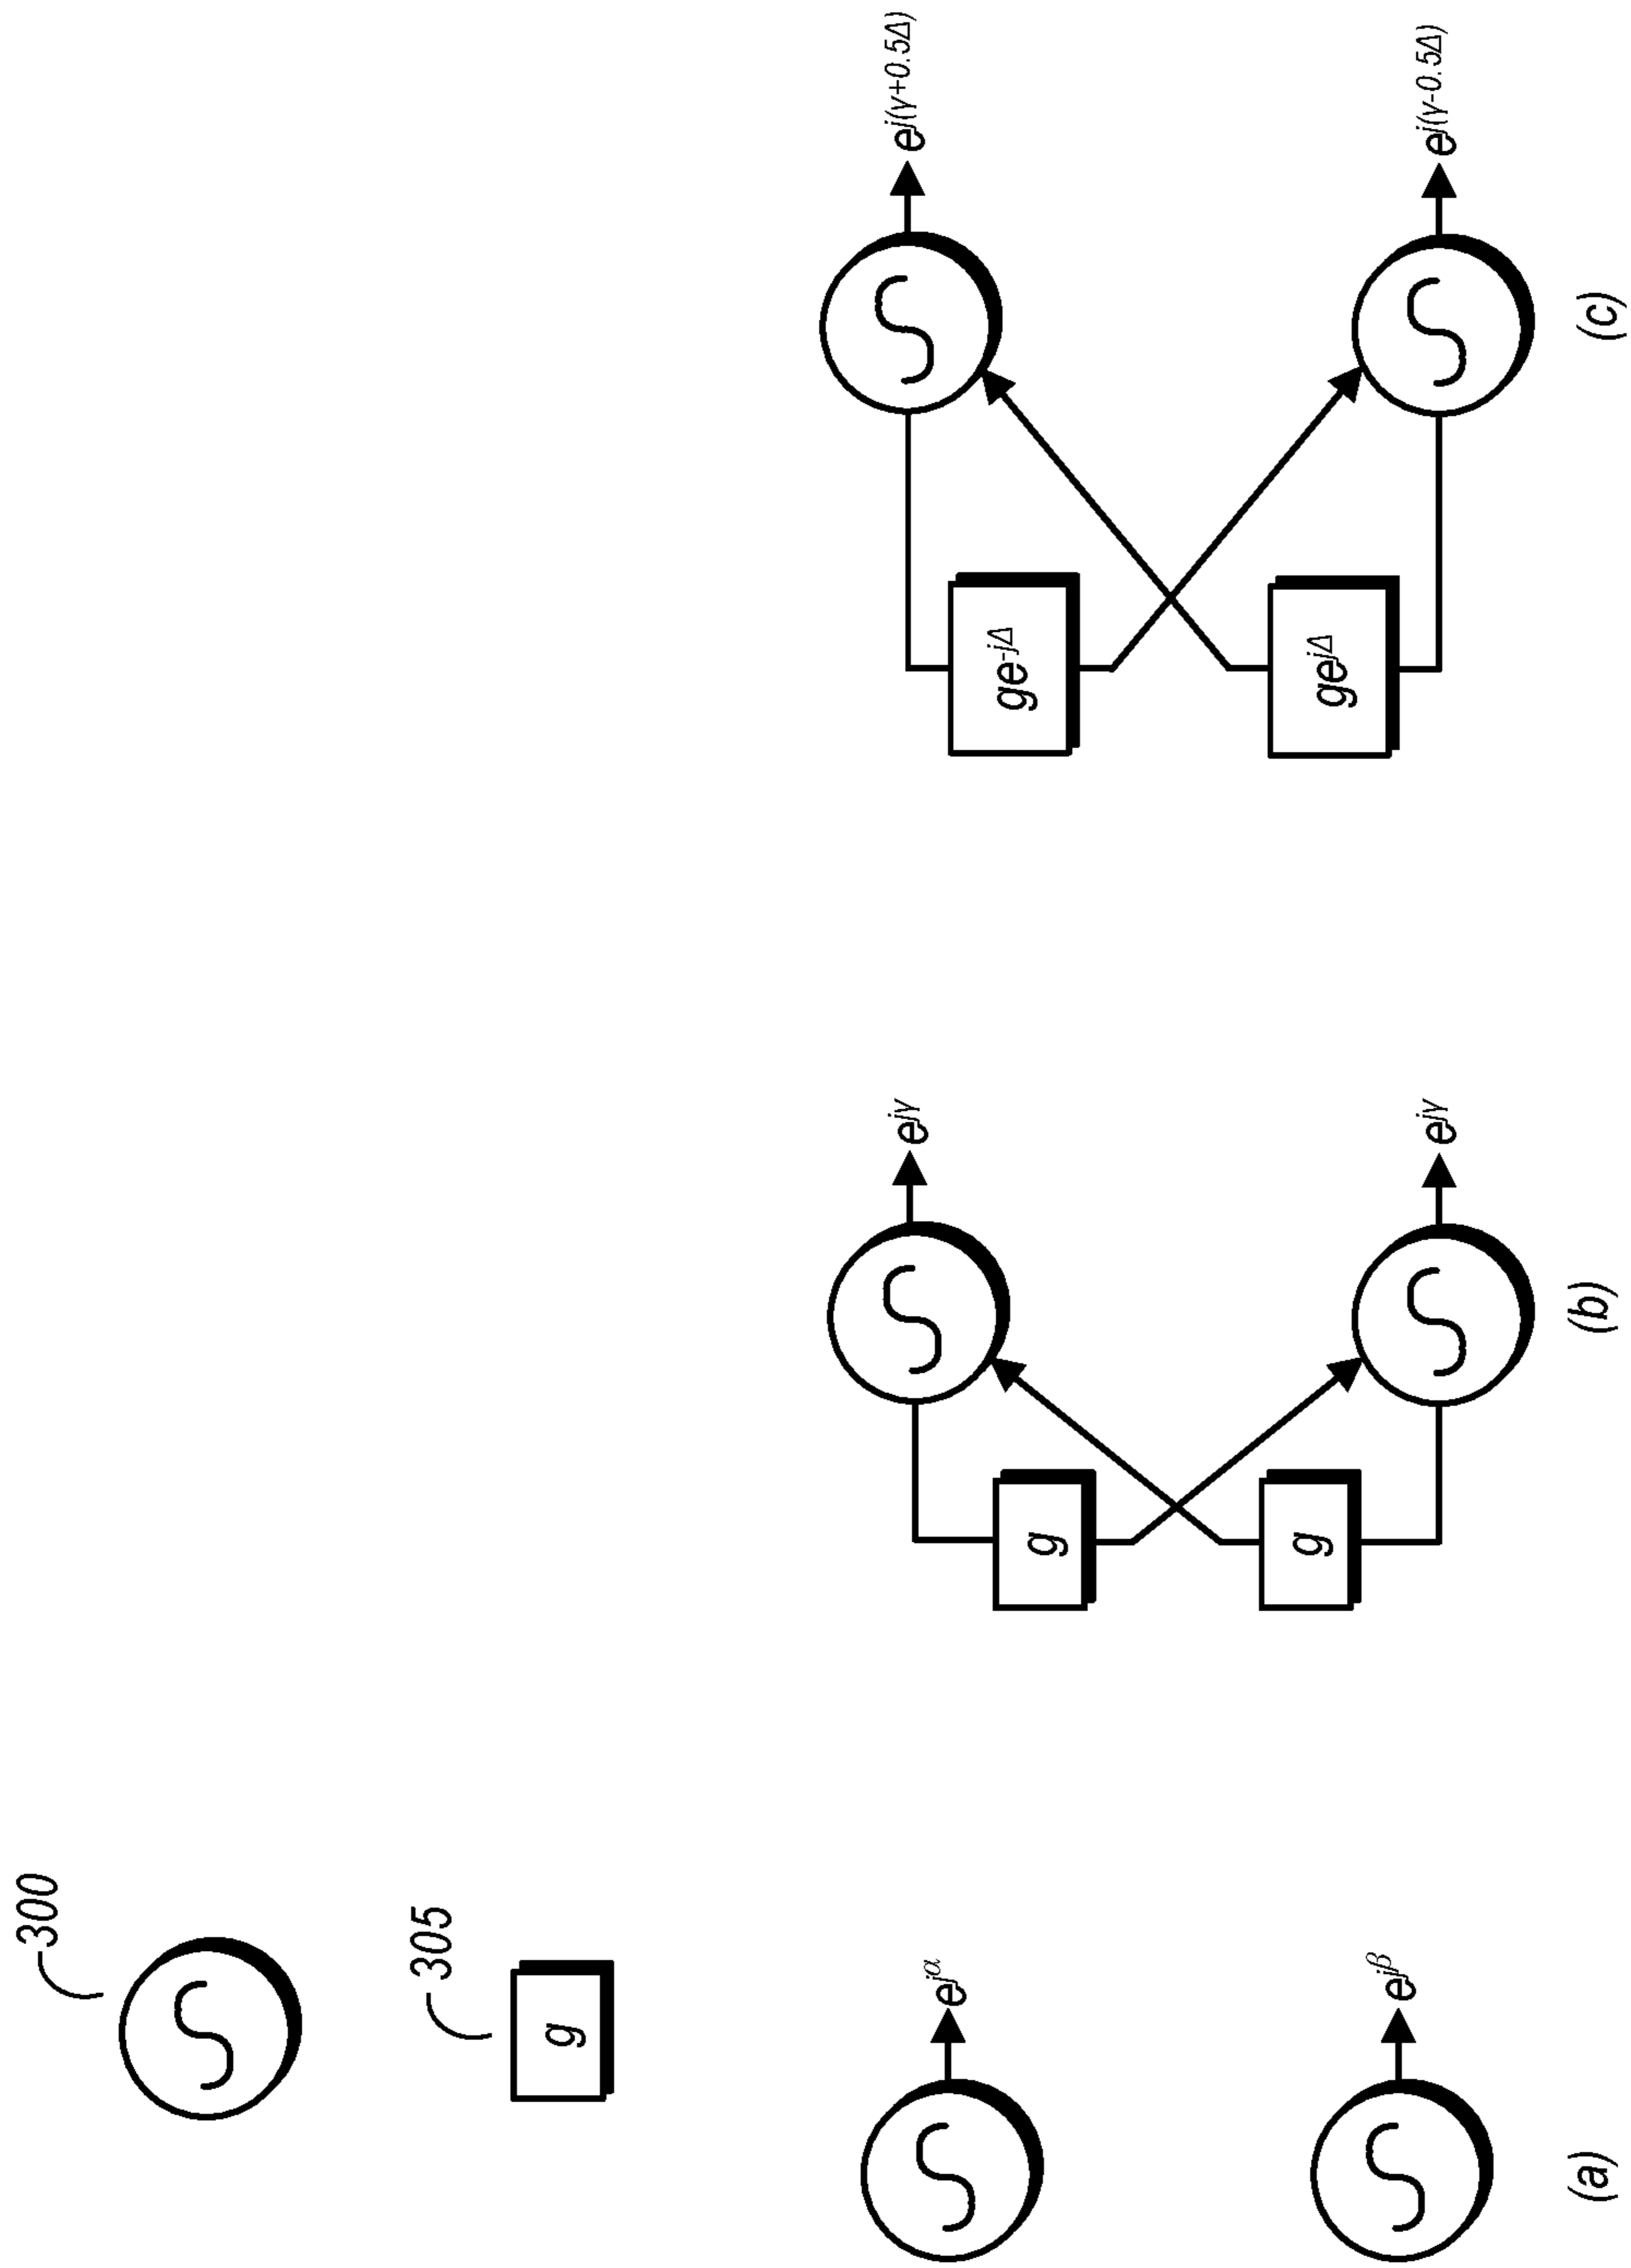 300
305
g
e^{jα}
e^{jβ}
(a)
g
g
e^{jγ}
e^{jγ}
(b)
ge^{-jΔ}
ge^{jΔ}
e^{j(γ+0.5Δ)}
e^{j(γ-0.5Δ)}
(c)